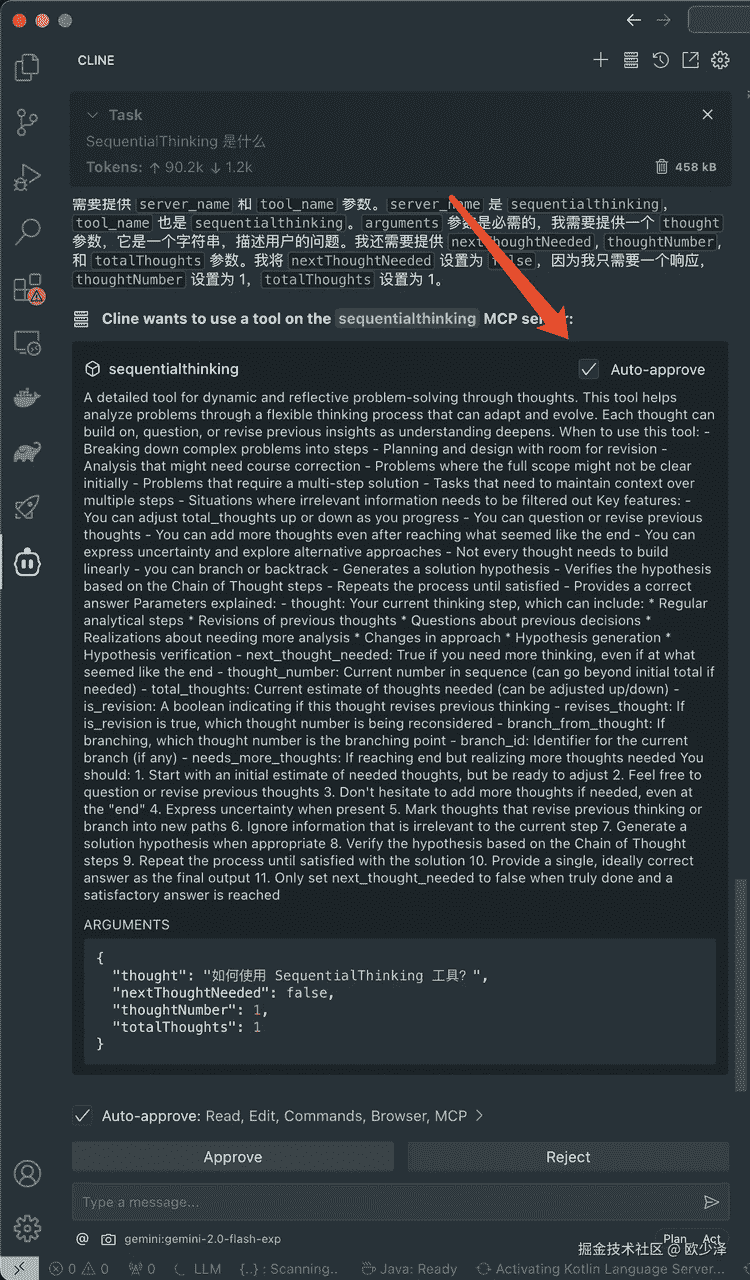 CLINE
Task
SequentialThinking 是什么
Tokens: ↑ 90.2k ↓ 1.2k
458 kB
需要提供 server_name 和 tool_name 参数。server_name 是 sequentialthinking,
tool_name 也是 sequentialthinking。arguments 参数是必需的，我需要提供一个 thought
参数，它是一个字符串，描述用户的问题。我还需要提供 nextThoughtNeeded, thoughtNumber,
和 totalThoughts 参数。我将 nextThoughtNeeded 设置为 false，因为我只需要一个响应，
thoughtNumber 设置为 1， totalThoughts 设置为 1。
Cline wants to use a tool on the sequentialthinking MCP server:
sequentialthinking
Auto-approve
A detailed tool for dynamic and reflective problem-solving through thoughts. This tool helps
analyze problems through a flexible thinking process that can adapt and evolve. Each thought can
build on, question, or revise previous insights as understanding deepens. When to use this tool: -
Breaking down complex problems into steps - Planning and design with room for revision -
Analysis that might need course correction - Problems where the full scope might not be clear
initially - Problems that require a multi-step solution - Tasks that need to maintain context over
multiple steps - Situations where irrelevant information needs to be filtered out Key features: -
You can adjust total_thoughts up or down as you progress - You can question or revise previous
thoughts - You can add more thoughts even after reaching what seemed like the end - You can
express uncertainty and explore alternative approaches - Not every thought needs to build
linearly - you can branch or backtrack - Generates a solution hypothesis - Verifies the hypothesis
based on the Chain of Thought steps - Repeats the process until satisfied - Provides a correct
answer Parameters explained: - thought: Your current thinking step, which can include: * Regular
analytical steps * Revisions of previous thoughts * Questions about previous decisions *
Realizations about needing more analysis * Changes in approach * Hypothesis generation *
Hypothesis verification - next_thought_needed: True if you need more thinking, even if at what
seemed like the end - thought_number: Current number in sequence (can go beyond initial total if
needed) - total_thoughts: Current estimate of thoughts needed (can be adjusted up/down) -
is_revision: A boolean indicating if this thought revises previous thinking - revises_thought: If
is_revision is true, which thought number is being reconsidered - branch_from_thought: If
branching, which thought number is the branching point - branch_id: Identifier for the current
branch (if any) - needs_more_thoughts: If reaching end but realizing more thoughts needed You
should: 1. Start with an initial estimate of needed thoughts, but be ready to adjust 2. Feel free to
question or revise previous thoughts 3. Don't hesitate to add more thoughts if needed, even at
the "end" 4. Express uncertainty when present 5. Mark thoughts that revise previous thinking or
branch into new paths 6. Ignore information that is irrelevant to the current step 7. Generate a
solution hypothesis when appropriate 8. Verify the hypothesis based on the Chain of Thought
steps 9. Repeat the process until satisfied with the solution 10. Provide a single, ideally correct
answer as the final output 11. Only set next_thought_needed to false when truly done and a
satisfactory answer is reached
ARGUMENTS
{
"thought": "如何使用 SequentialThinking 工具？",
"nextThoughtNeeded": false,
"thoughtNumber": 1,
"totalThoughts": 1
}
Auto-approve: Read, Edit, Commands, Browser, MCP >
Approve
Reject
Type a message...
@ gemini:gemini-2.0-flash-exp
Plan Act
掘金技术社区 @ 欧少泽
0 0 0 LLM {..} : Scanning.. Java: Ready Activating Kotlin Language Server...